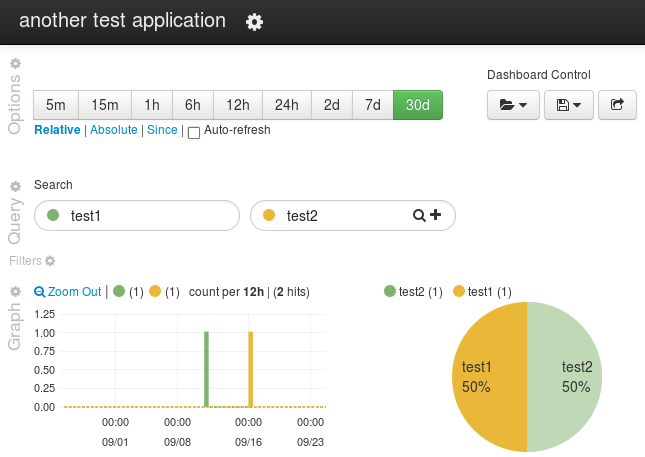 another test application
Options
Dashboard Control
5m 15m 1h 6h 12h 24h 2d 7d 30d
Relative | Absolute | Since | Auto-refresh
Query
Search
test1 test2
Filters
Graph
Zoom Out | (1) (1) count per 12h | (2 hits)
1.25
1.00
0.75
0.50
0.25
0.00
00:00 00:00 00:00 00:00
09/01 09/08 09/16 09/23
test2 (1) test1 (1)
test1 test2
50% 50%